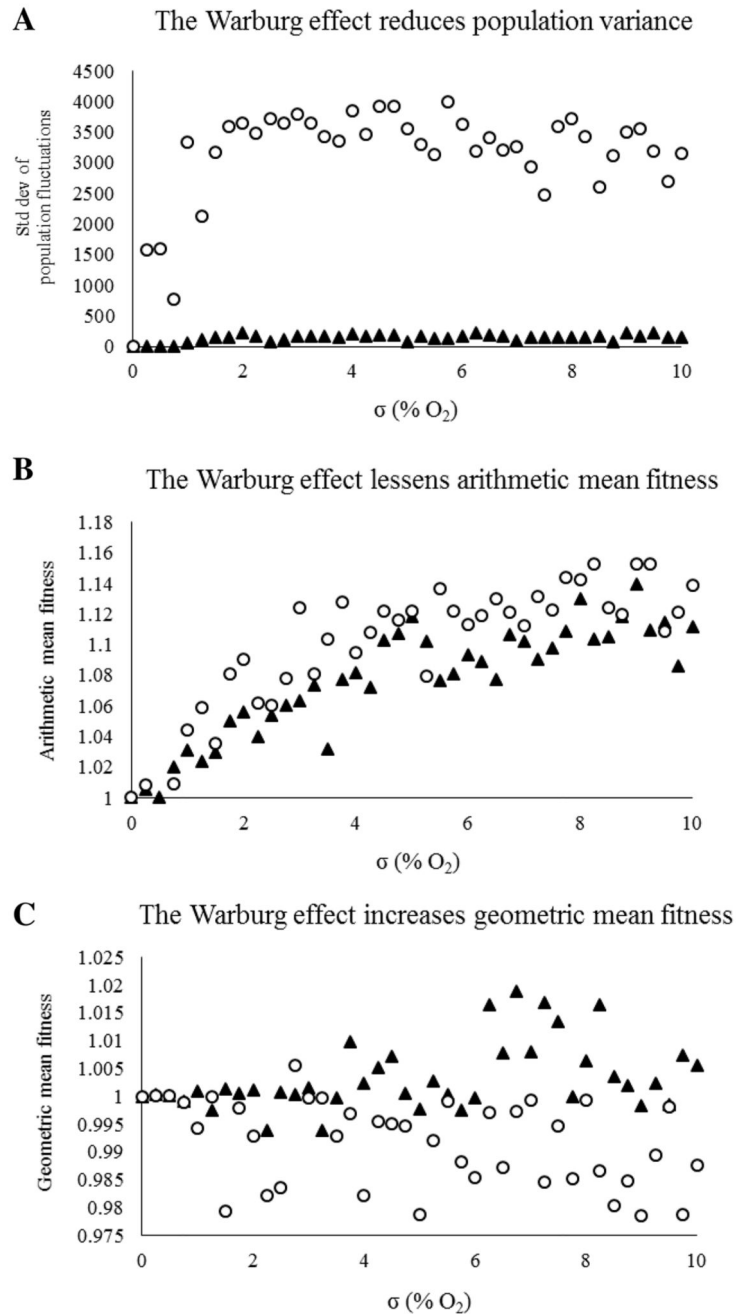 A
The Warburg effect reduces population variance
Std dev of
population fluctuations
4500
4000
3500
3000
2500
2000
1500
1000
500
0
0 2 4 6 8 10
σ (% O₂)
B
The Warburg effect lessens arithmetic mean fitness
Arithmetic mean fitness
1.18
1.16
1.14
1.12
1.1
1.08
1.06
1.04
1.02
1
0 2 4 6 8 10
σ (% O₂)
C
The Warburg effect increases geometric mean fitness
Geometric mean fitness
1.025
1.02
1.015
1.01
1.005
1
0.995
0.99
0.985
0.98
0.975
0 2 4 6 8 10
σ (% O₂)